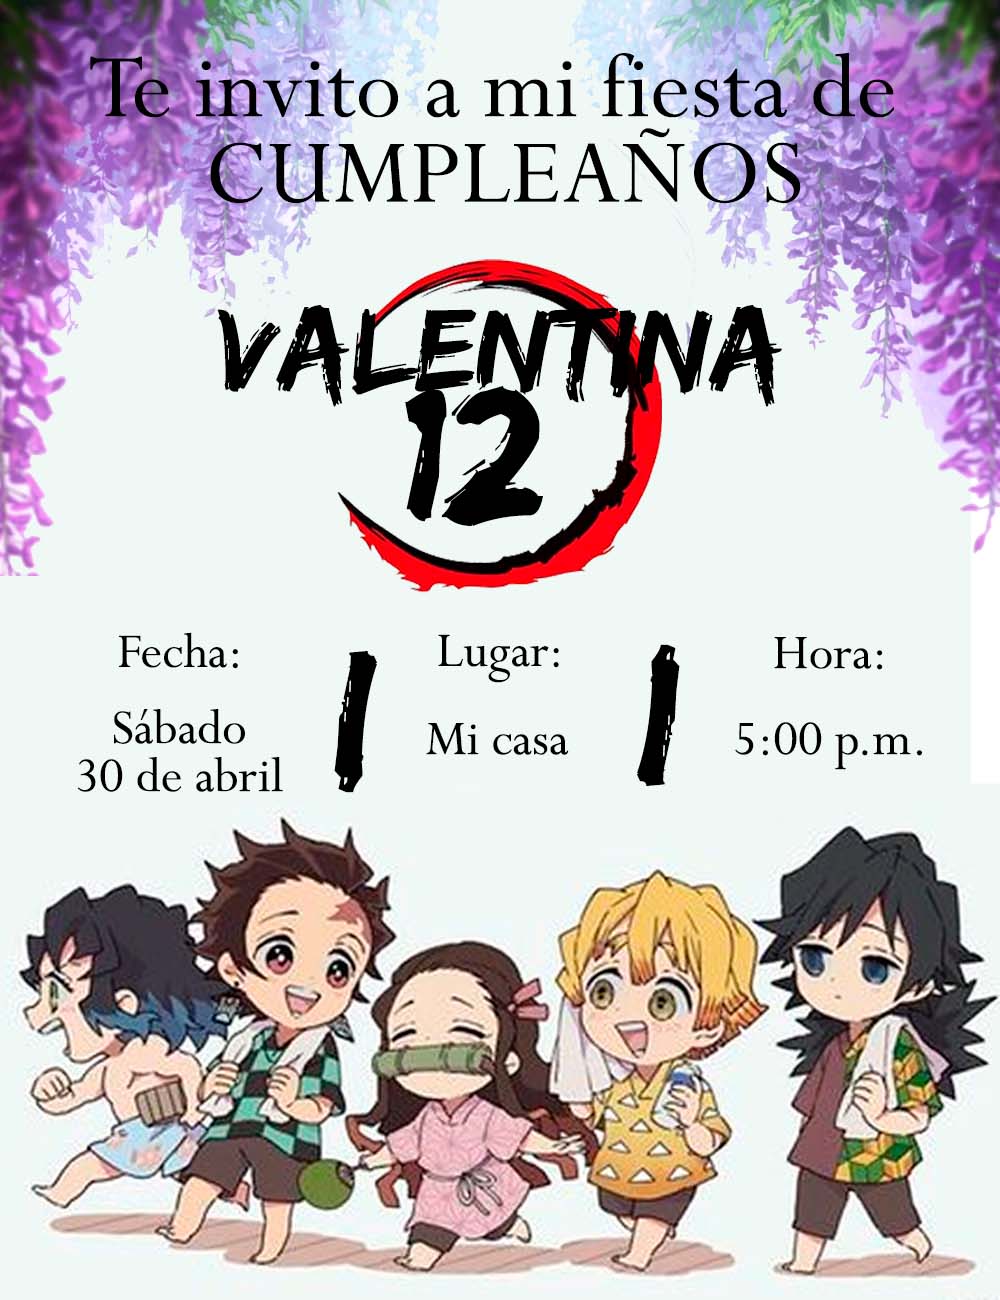 Te invito a mi fiesta de
CUMPLEAÑOS
VALENTINA
12
Fecha:
Sábado
30 de abril
Lugar:
Mi casa
Hora:
5:00 p.m.